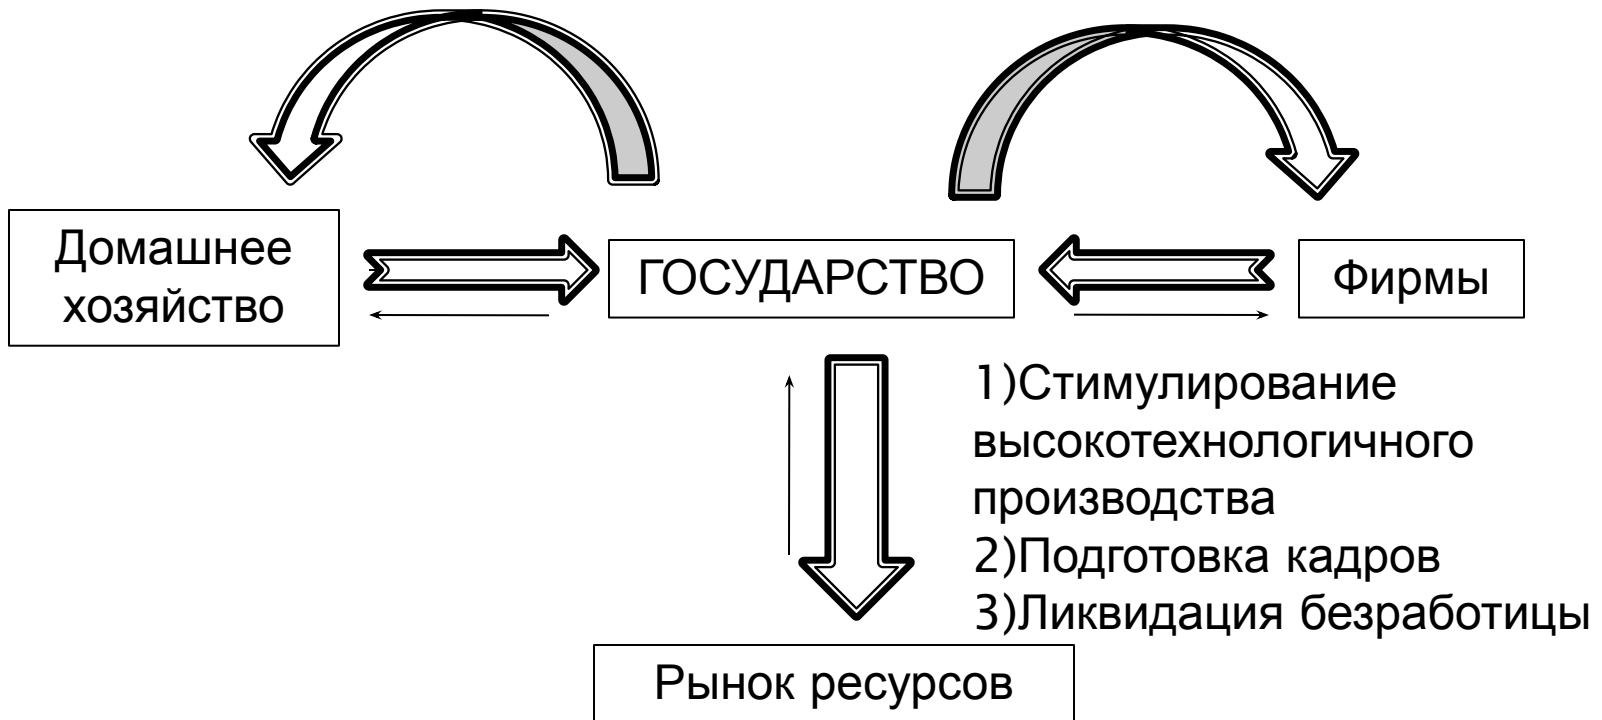 Домашнее
хозяйство
ГОСУДАРСТВО
Фирмы
1)Стимулирование
высокотехнологичного
производства
2)Подготовка кадров
3)Ликвидация безработицы
Рынок ресурсов